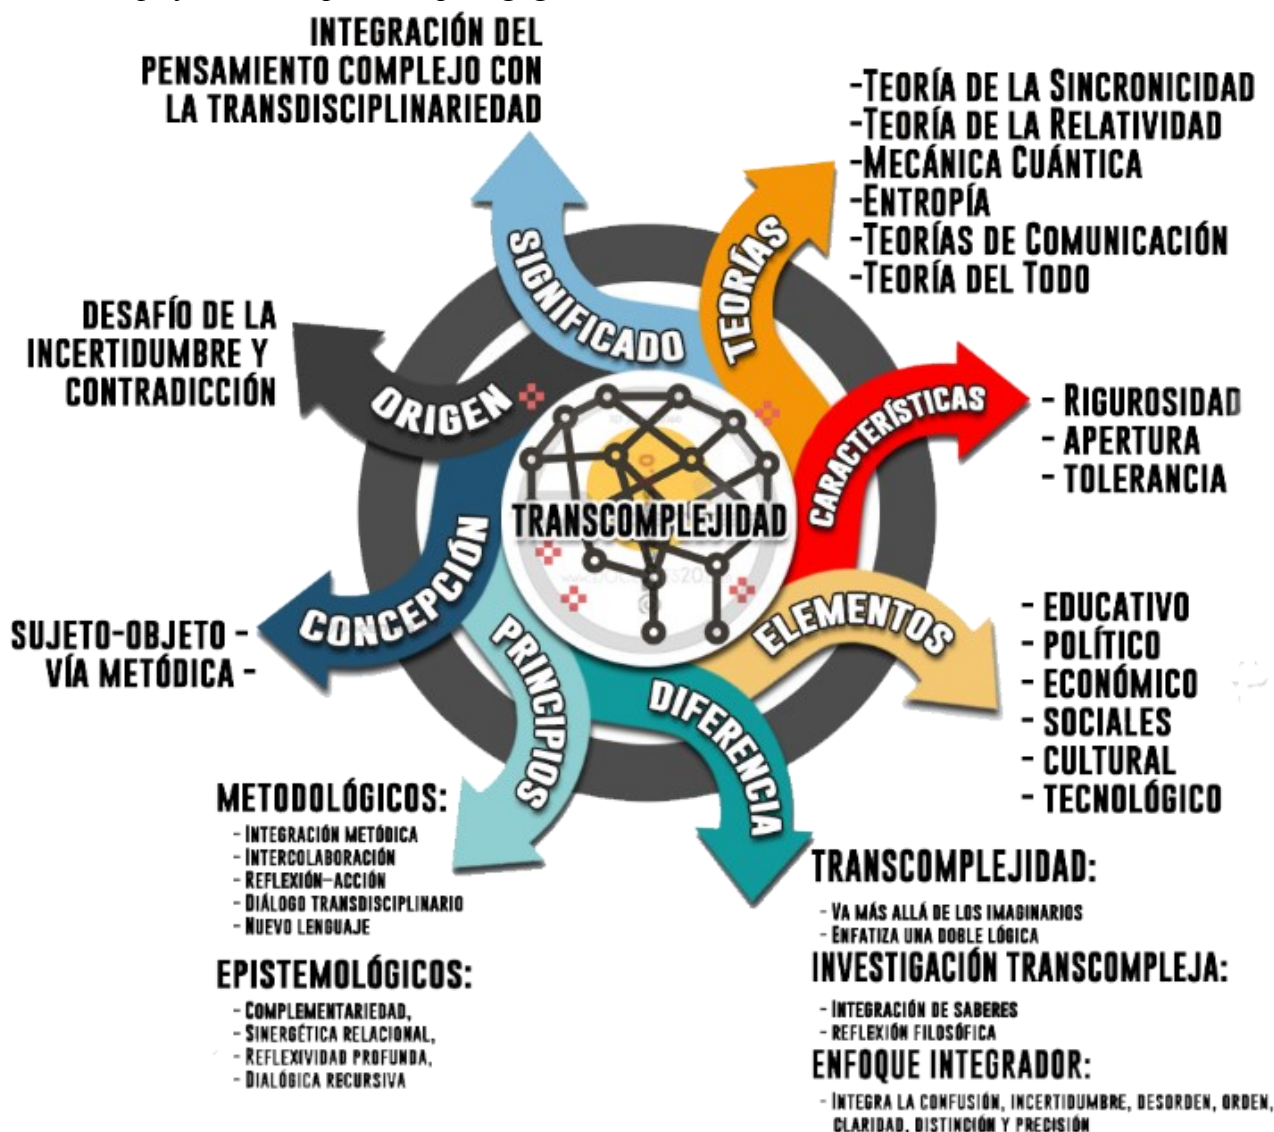 INTEGRACIÓN DEL
PENSAMIENTO COMPLEJO CON
LA TRANSDISCIPLINARIEDAD
SIGNIFICADO
TEORÍAS
-TEORÍA DE LA SINCRONICIDAD
-TEORÍA DE LA RELATIVIDAD
-MECÁNICA CUÁNTICA
-ENTROPÍA
-TEORÍAS DE COMUNICACIÓN
-TEORÍA DEL TODO
DESAFÍO DE LA
INCERTIDUMBRE Y
CONTRADICCIÓN
ORIGEN
CARACTERÍSTICAS
- RIGUROSIDAD
- APERTURA
- TOLERANCIA
TRANSCOMPLEJIDAD
CONCEPCIÓN
SUJETO-OBJETO -
VÍA METÓDICA -
ELEMENTOS
- EDUCATIVO
- POLÍTICO
- ECONÓMICO
- SOCIALES
- CULTURAL
- TECNOLÓGICO
PRINCIPIOS
METODOLÓGICOS:
- INTEGRACIÓN METÓDICA
- INTERCOLABORACIÓN
- REFLEXIÓN-ACCIÓN
- DIÁLOGO TRANSDISCIPLINARIO
- NUEVO LENGUAJE
EPISTEMOLÓGICOS:
- COMPLEMENTARIEDAD,
- SINERGÉTICA RELACIONAL,
- REFLEXIVIDAD PROFUNDA,
- DIALÓGICA RECURSIVA
DIFERENCIA
TRANSCOMPLEJIDAD:
- VA MÁS ALLÁ DE LOS IMAGINARIOS
- ENFATIZA UNA DOBLE LÓGICA
INVESTIGACIÓN TRANSCOMPLEJA:
- INTEGRACIÓN DE SABERES
- REFLEXIÓN FILOSÓFICA
ENFOQUE INTEGRADOR:
- INTEGRA LA CONFUSIÓN, INCERTIDUMBRE, DESORDEN, ORDEN,
CLARIDAD, DISTINCIÓN Y PRECISIÓN